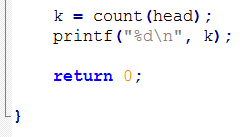 k = count(head);
printf("%d\n", k);
return 0;
}